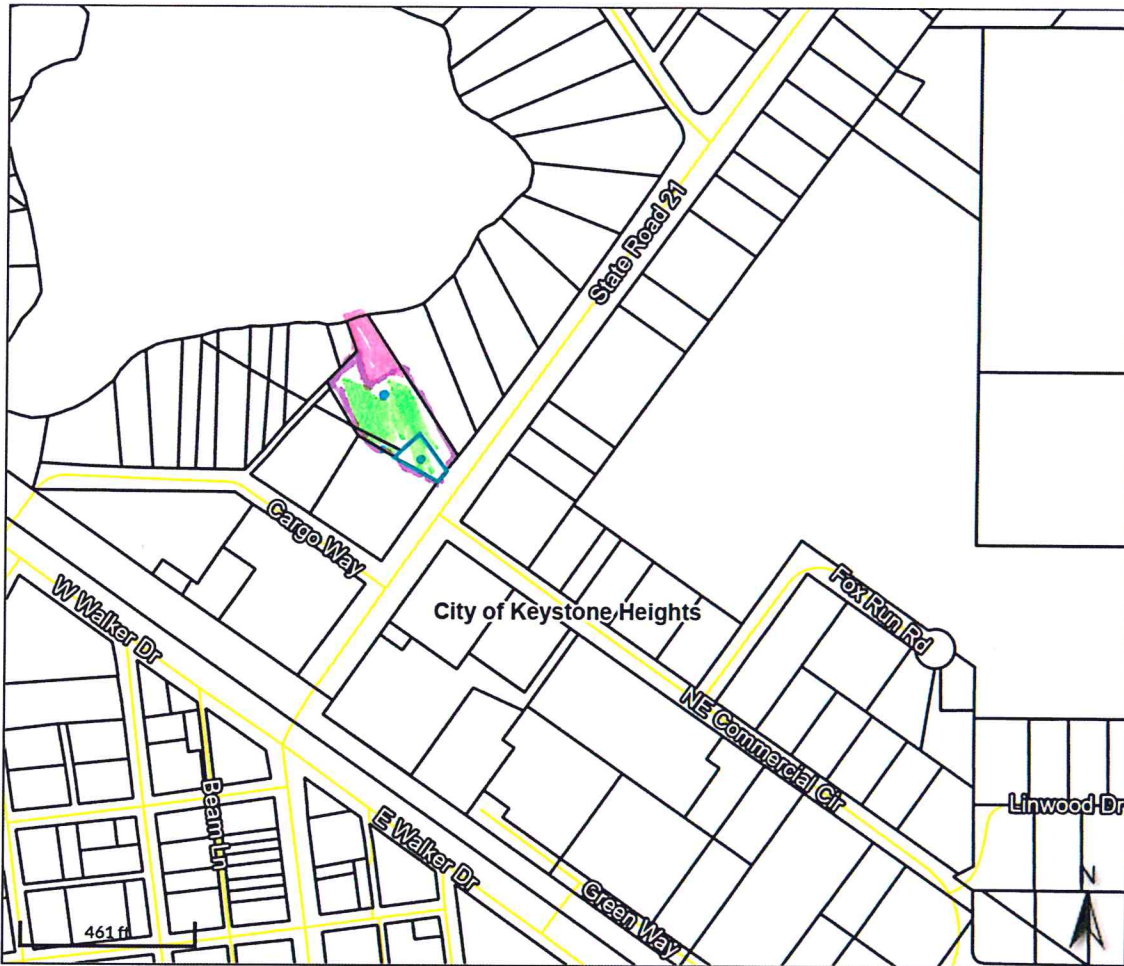 State Road 21
Cargo Way
City of Keystone Heights
W Walker Dr
Fox Run Rd
NE Commercial Cir
Beam Ln
Linwood Dr
E Walker Dr
Green Way
N
461 ft